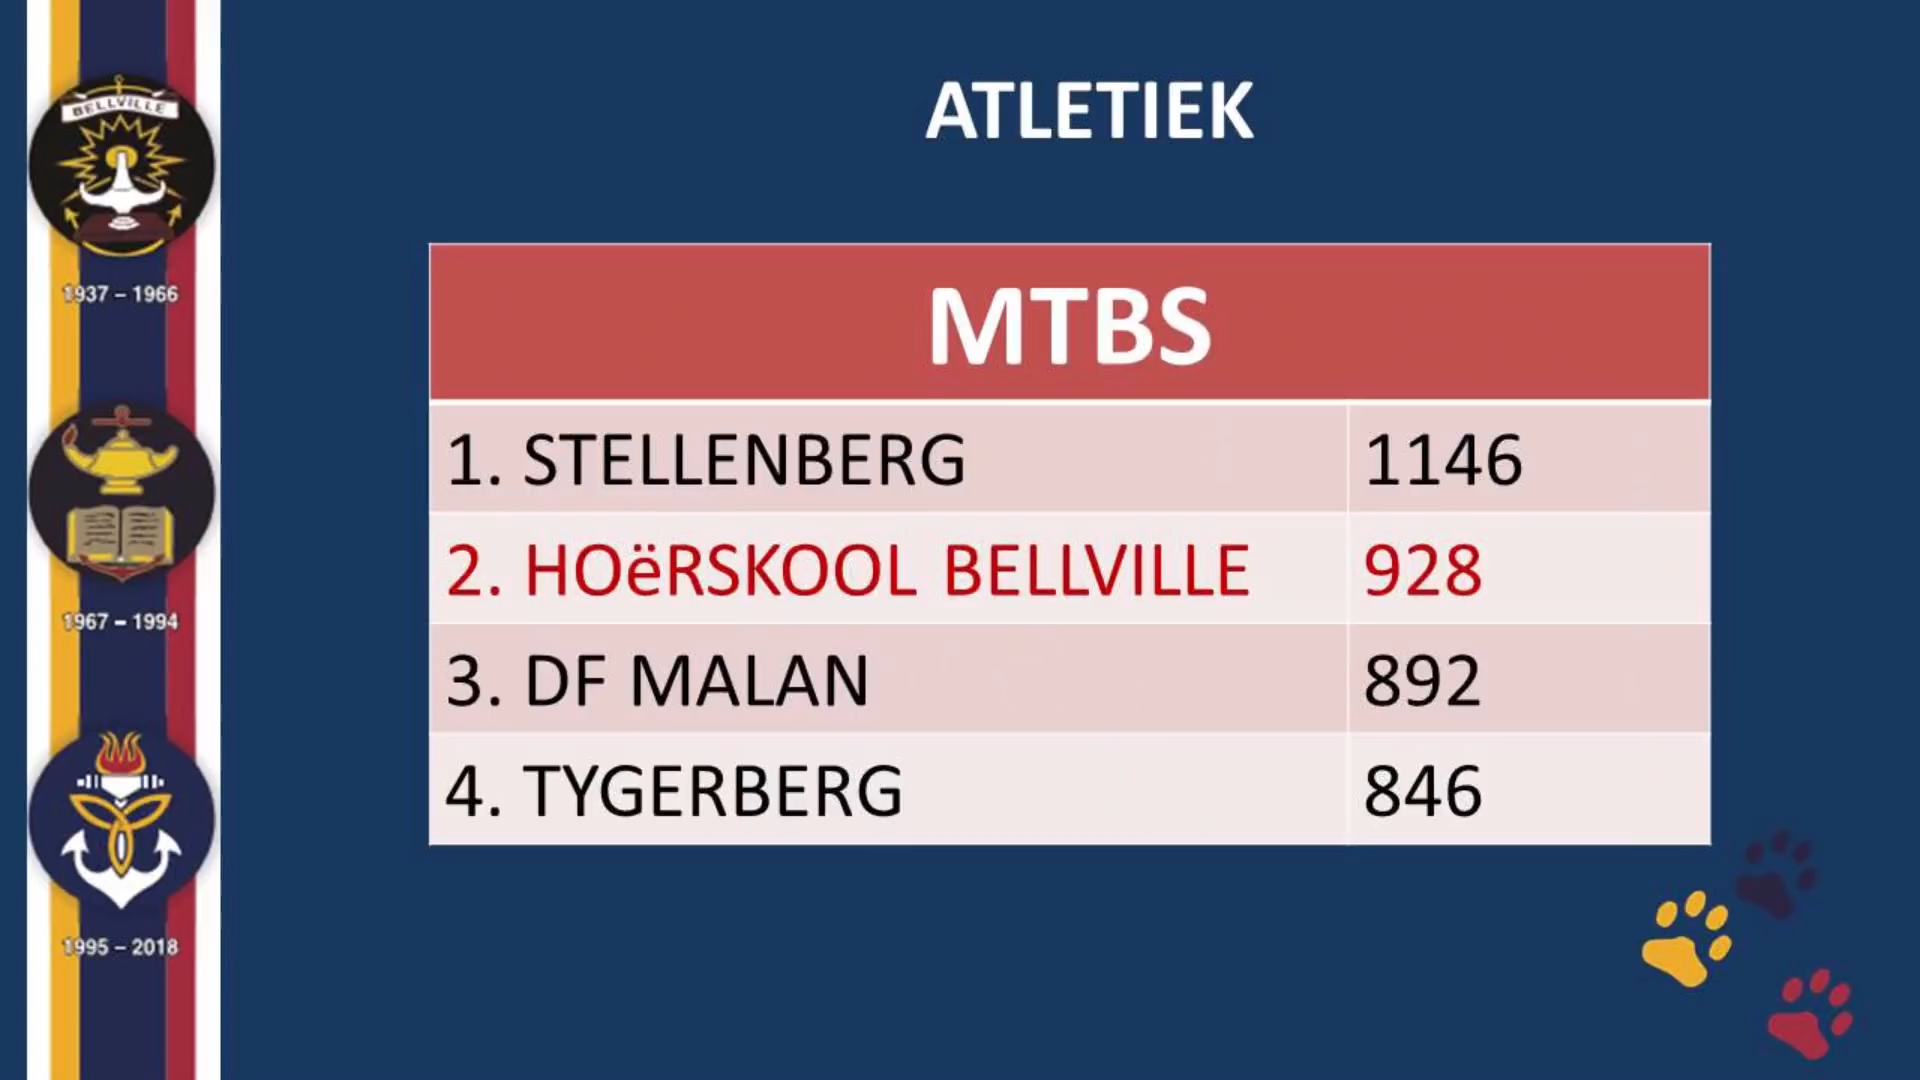 ATLETIEK
MTBS
1. STELLENBERG 1146
2. HOëRSKOOL BELLVILLE 928
3. DF MALAN 892
4. TYGERBERG 846
BELLVILLE
1937 – 1966
1967 – 1994
1995 – 2018